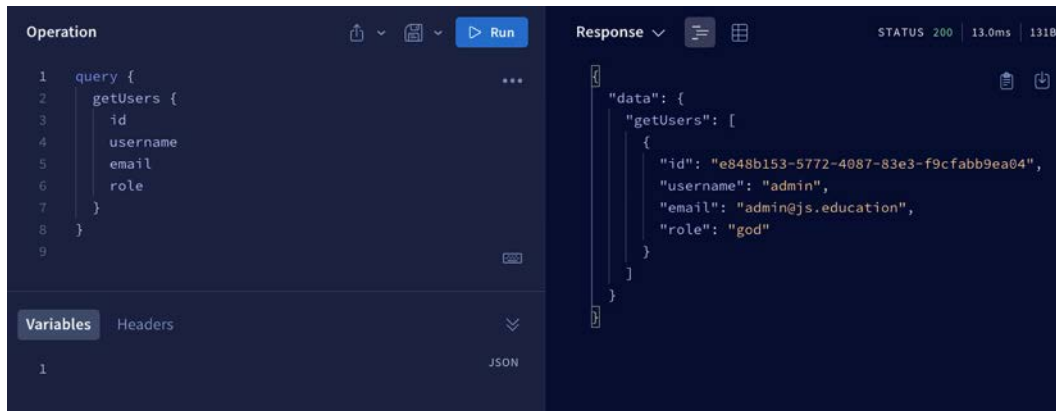 Operation
Run
1 query {
2 getUsers {
3 id
4 username
5 email
6 role
7 }
8 }
9
Variables Headers
JSON
1
Response
STATUS 200 13.0ms 131B
{
"data": {
"getUsers": [
{
"id": "e848b153-5772-4087-83e3-f9cfabb9ea04",
"username": "admin",
"email": "admin@js.education",
"role": "god"
}
]
}
}